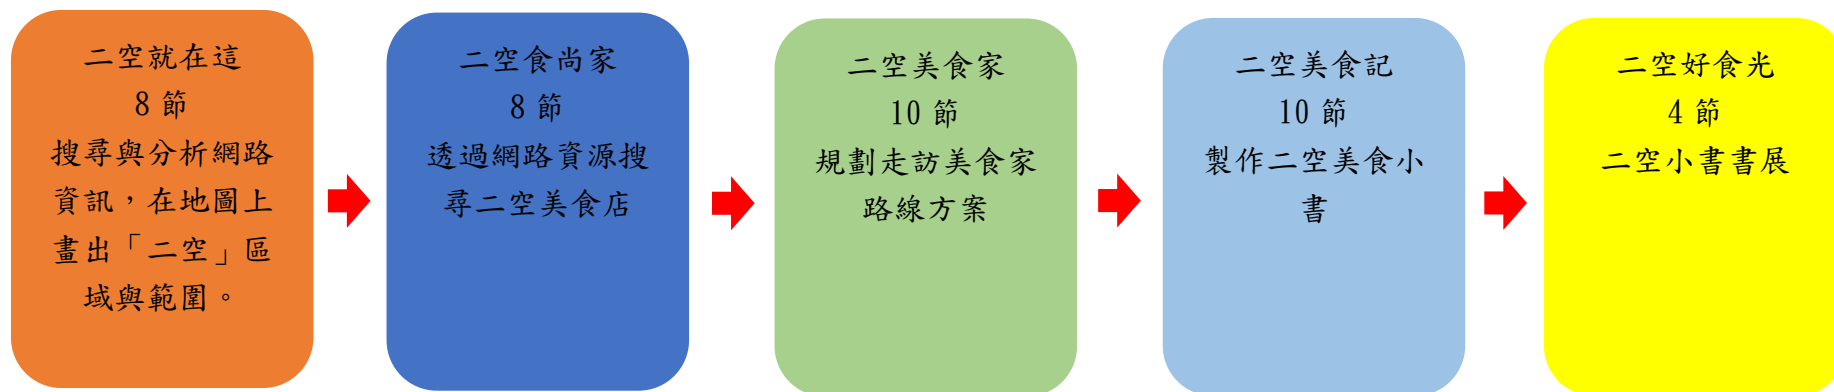 二空就在這
8 節
搜尋與分析網路
資訊，在地圖上
畫出「二空」區
域與範圍。
二空食尚家
8 節
透過網路資源搜
尋二空美食店
二空美食家
10 節
規劃走訪美食家
路線方案
二空美食記
10 節
製作二空美食小
書
二空好食光
4 節
二空小書書展